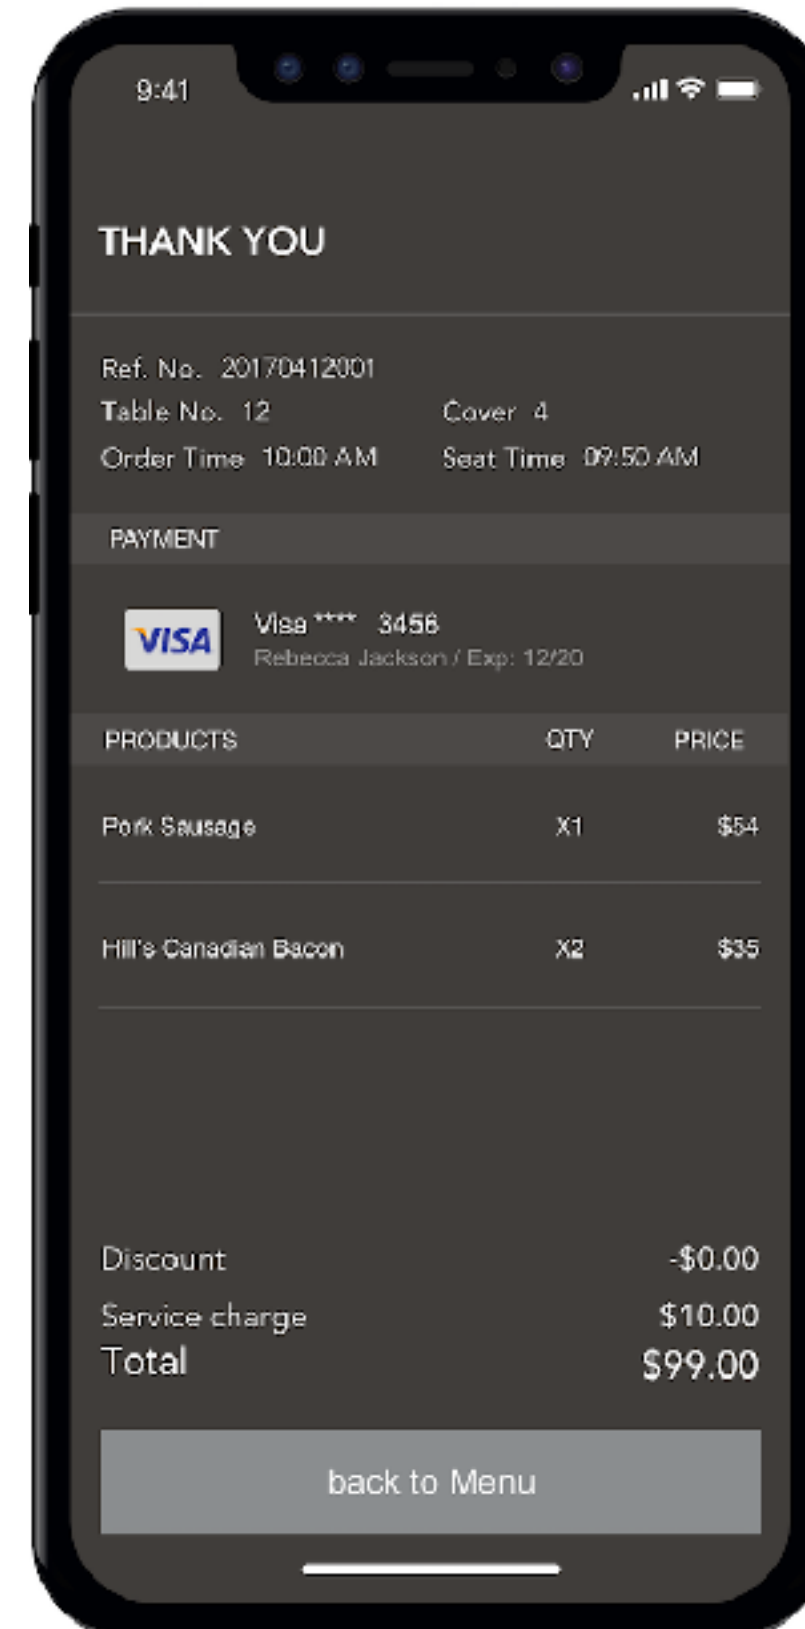 9:41
THANK YOU
Ref. No. 20170412001
Table No. 12 Cover 4
Order Time 10:00 AM Seat Time 09:50 AM
PAYMENT
VISA
Visa **** 3456
Rebecca Jackson / Exp: 12/20
PRODUCTS QTY PRICE
Pork Sausage X1 $54
Hill's Canadian Bacon X2 $35
Discount -$0.00
Service charge $10.00
Total $99.00
back to Menu